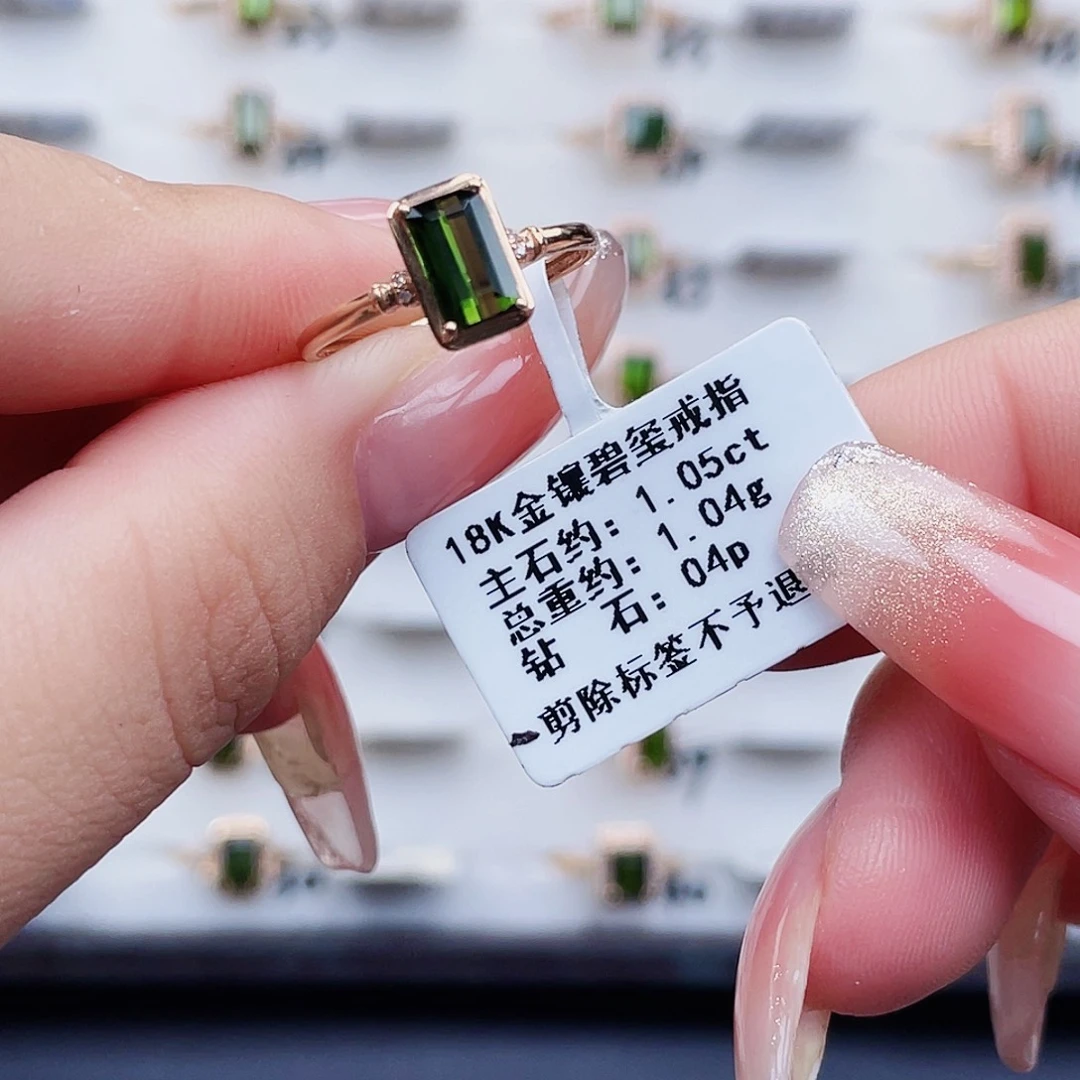 18K金镶碧玺戒指
主石约: 1.05ct
总重约: 1.04g
钻 石: 04p
剪除标签不予退